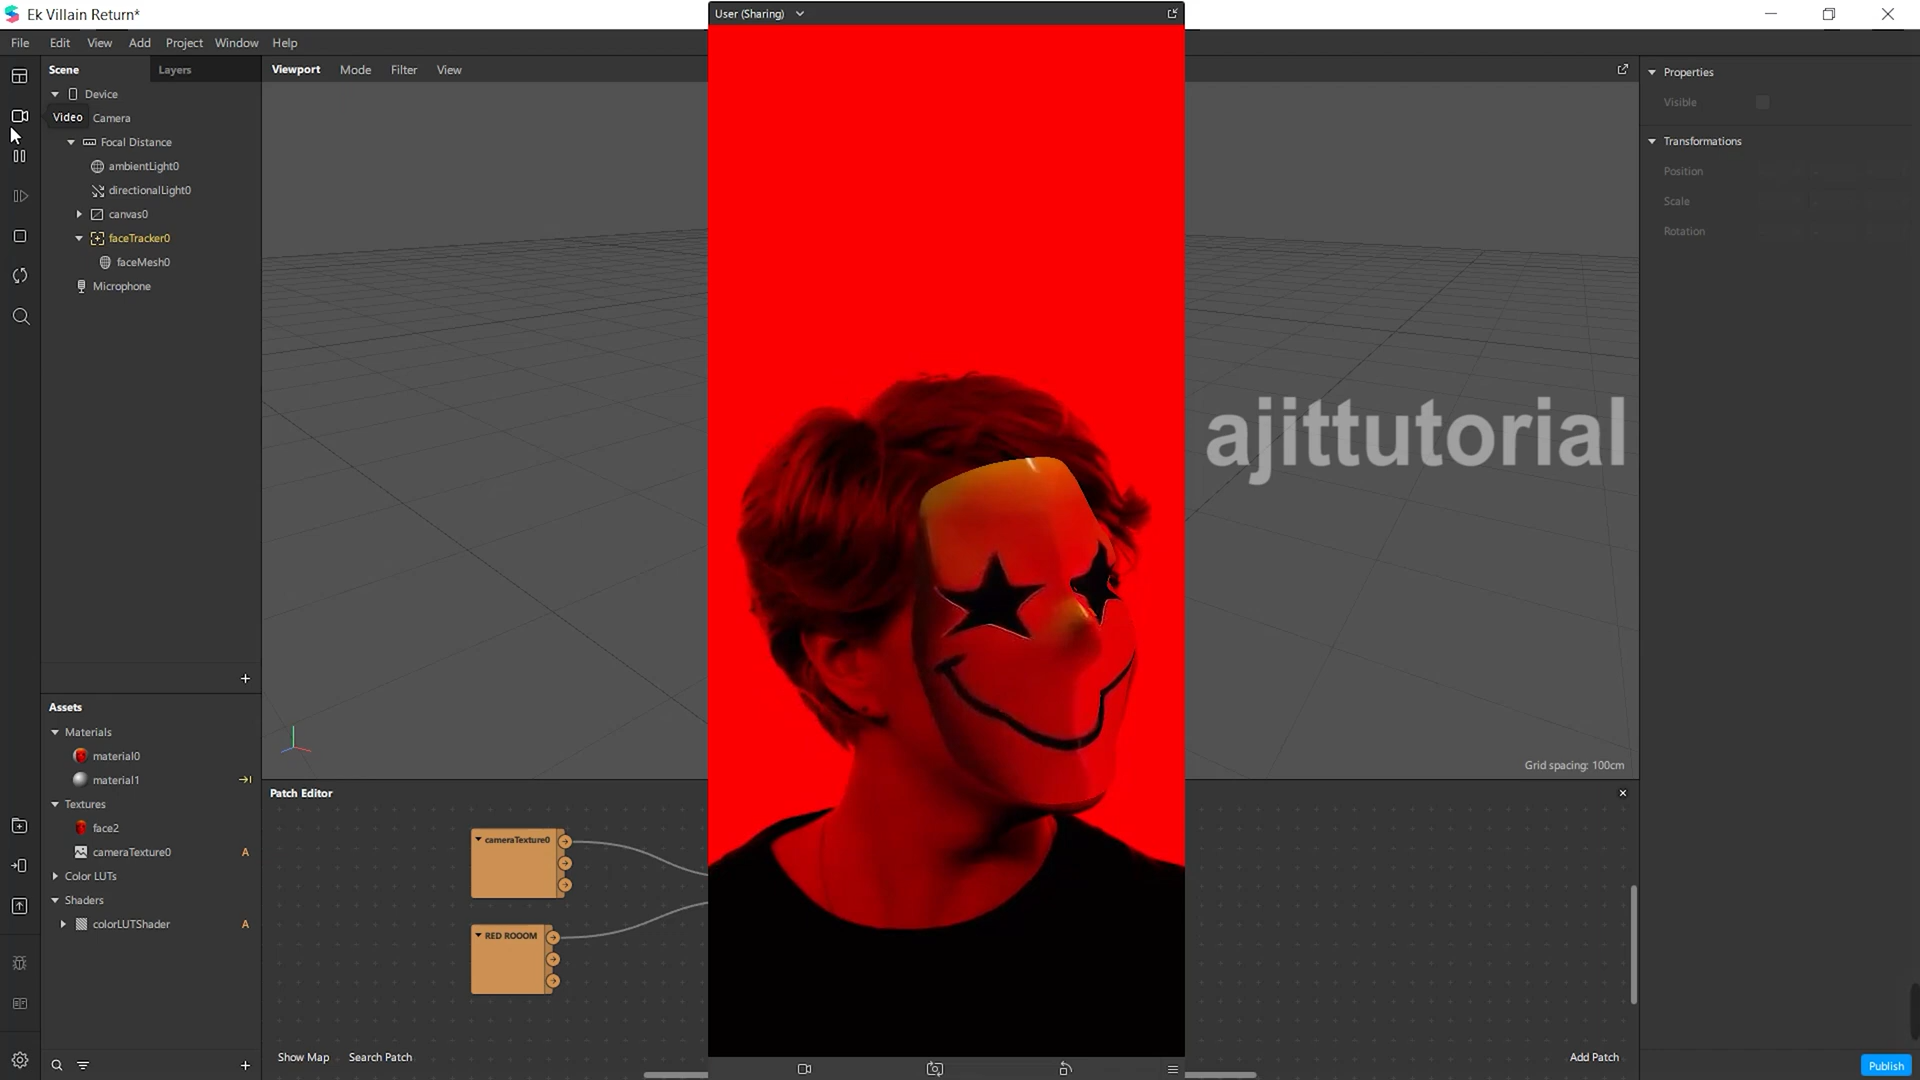 Ek Villain Return*
User (Sharing)
File Edit View Add Project Window Help
Scene Layers
Viewport Mode Filter View
Properties
Device
Visible
Video
Camera
Focal Distance
Transformations
ambientLight0
Position
directionalLight0
Scale
canvas0
Rotation
faceTracker0
faceMesh0
Microphone
ajittutorial
Assets
Materials
material0
material1
Textures
face2
cameraTexture0 A
Color LUTs
Shaders
colorLUTShader A
Grid spacing: 100cm
Patch Editor
cameraTexture0
RED ROOOM
Show Map Search Patch
Add Patch
Publish